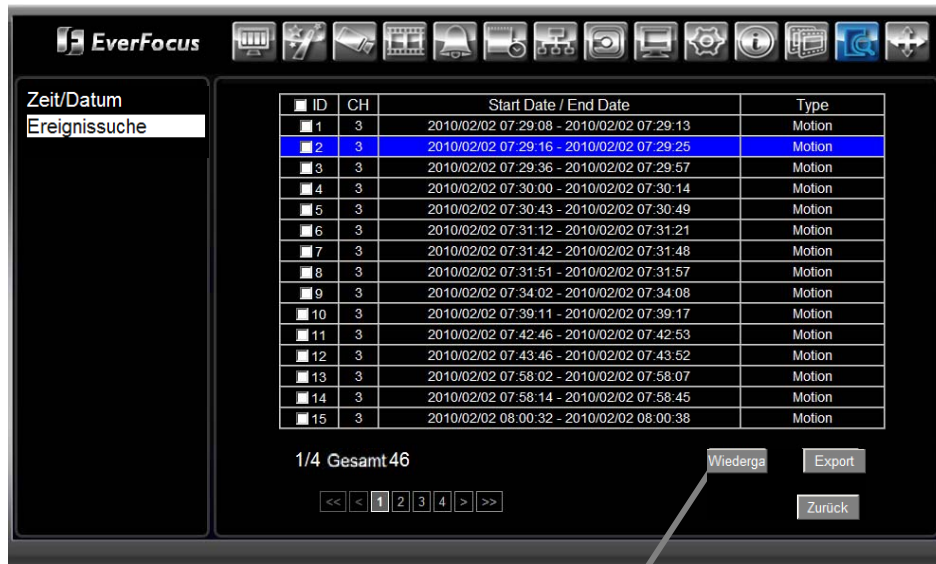 EverFocus
Zeit/Datum
Ereignissuche
ID CH Start Date / End Date Type
1 3 2010/02/02 07:29:08 - 2010/02/02 07:29:13 Motion
2 3 2010/02/02 07:29:16 - 2010/02/02 07:29:25 Motion
3 3 2010/02/02 07:29:36 - 2010/02/02 07:29:57 Motion
4 3 2010/02/02 07:30:00 - 2010/02/02 07:30:14 Motion
5 3 2010/02/02 07:30:43 - 2010/02/02 07:30:49 Motion
6 3 2010/02/02 07:31:12 - 2010/02/02 07:31:21 Motion
7 3 2010/02/02 07:31:42 - 2010/02/02 07:31:48 Motion
8 3 2010/02/02 07:31:51 - 2010/02/02 07:31:57 Motion
9 3 2010/02/02 07:34:02 - 2010/02/02 07:34:08 Motion
10 3 2010/02/02 07:39:11 - 2010/02/02 07:39:17 Motion
11 3 2010/02/02 07:42:46 - 2010/02/02 07:42:53 Motion
12 3 2010/02/02 07:43:46 - 2010/02/02 07:43:52 Motion
13 3 2010/02/02 07:58:02 - 2010/02/02 07:58:07 Motion
14 3 2010/02/02 07:58:14 - 2010/02/02 07:58:45 Motion
15 3 2010/02/02 08:00:32 - 2010/02/02 08:00:38 Motion
1/4 Gesamt 46
Wiederga Export
<< < 1 2 3 4 > >>
Zurück